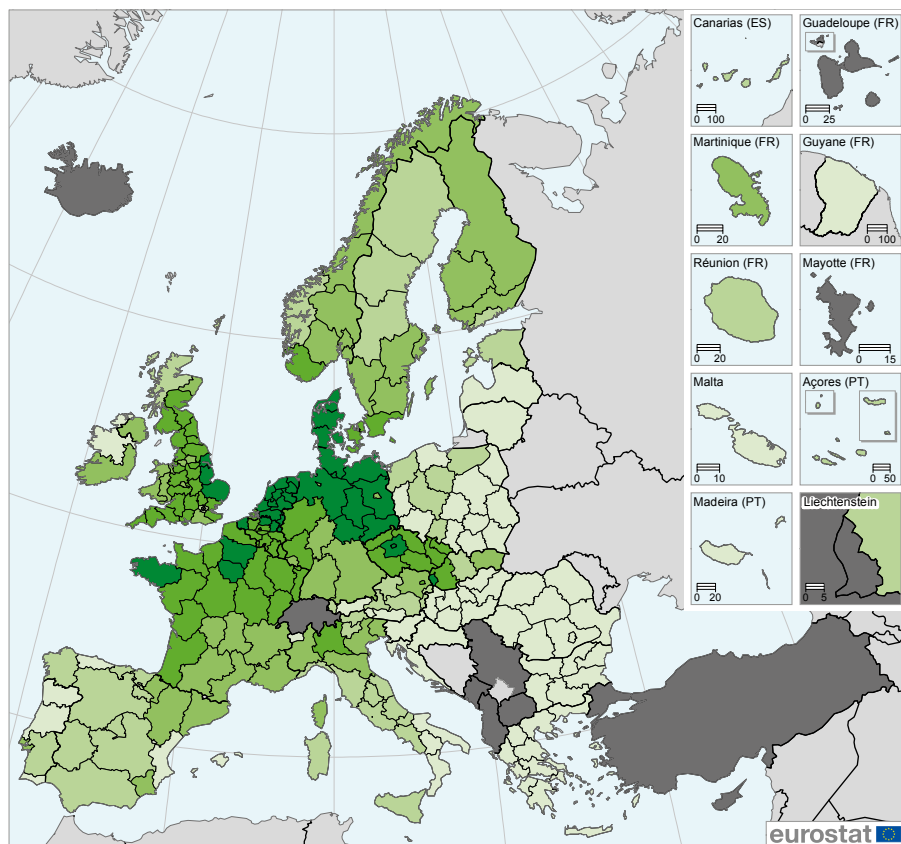 Canarias (ES)
0 100
Guadeloupe (FR)
0 25
Martinique (FR)
0 20
Guyane (FR)
0 100
Réunion (FR)
0 20
Mayotte (FR)
0 15
Malta
0 10
Açores (PT)
0 50
Madeira (PT)
0 20
Liechtenstein
0 5
eurostat